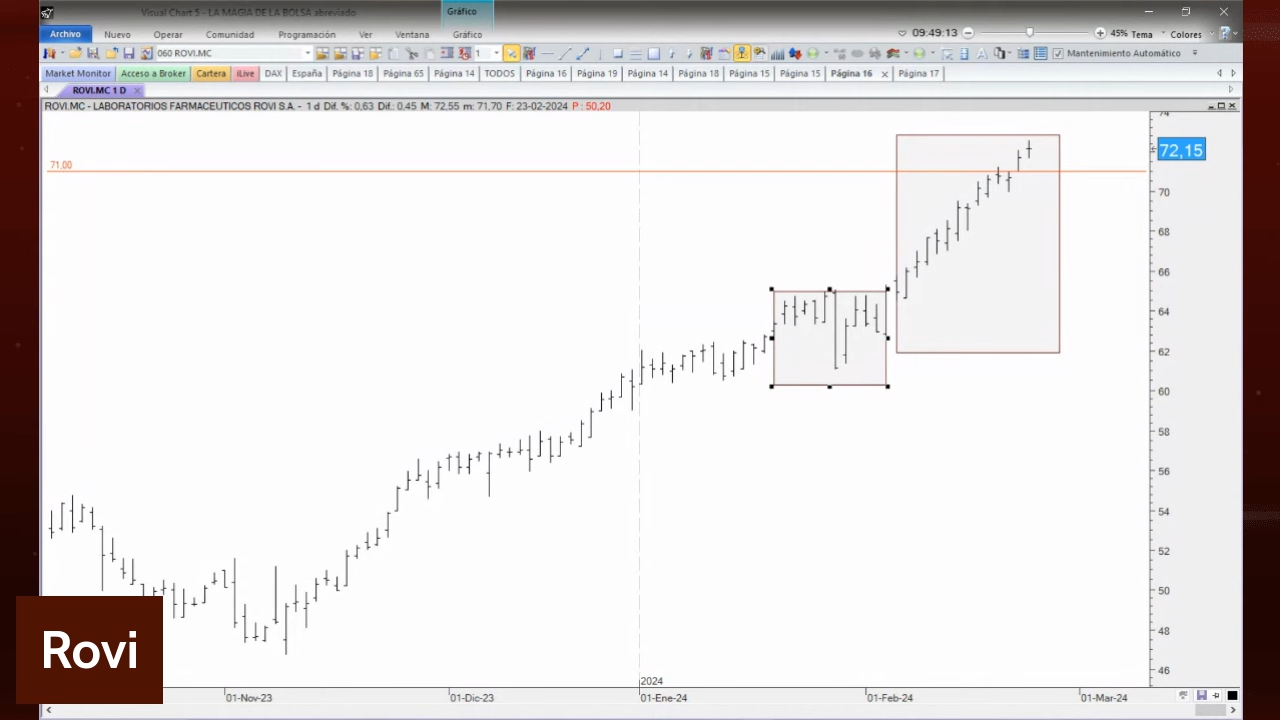 Visual Chart 5 - LA MAGIA DE LA BOLSA abreviado
Gráfico
Archivo Nuevo Operar Comunidad Programación Ver Ventana Gráfico 09:49:13 45% Tema Colores
060 ROVI.MC 1 Mantenimiento Automático
Market Monitor Acceso a Broker Cartera iLive DAX España Página 18 Página 65 Página 14 TODOS Página 16 Página 19 Página 14 Página 18 Página 15 Página 15 Página 16 x Página 17
ROVI.MC 1 D x
ROVI.MC - LABORATORIOS FARMACEUTICOS ROVI S.A. - 1 d Dif. %: 0,63 Dif.: 0,45 M: 72,55 m: 71,70 F: 23-02-2024 P : 50,20
74
72,15
71,00
70
68
66
64
62
60
58
56
54
52
50
48
46
Rovi
2024
01-Nov-23 01-Dic-23 01-Ene-24 01-Feb-24 01-Mar-24